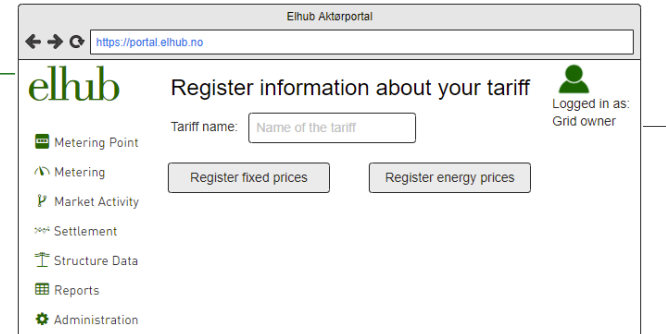 Elhub Aktørportal
https://portal.elhub.no
elhub
Register information about your tariff
Logged in as:
Grid owner
Tariff name:
Name of the tariff
Register fixed prices
Register energy prices
Metering Point
Metering
Market Activity
Settlement
Structure Data
Reports
Administration